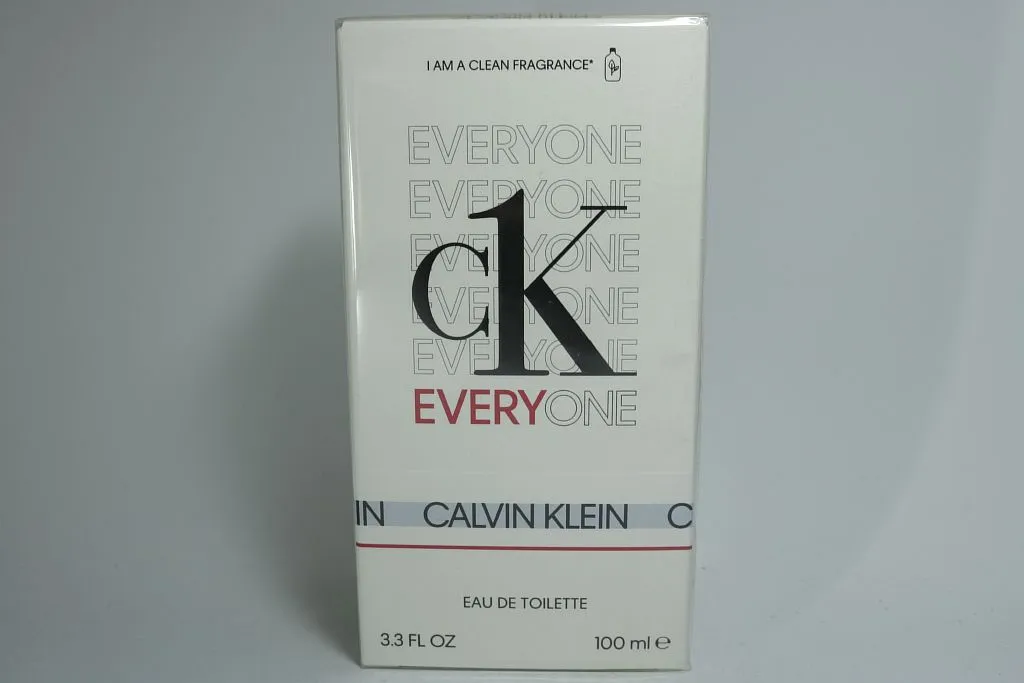 I AM A CLEAN FRAGRANCE*
EVERYONE
EVERYONE
EVERYONE
EVERYONE
EVERYONE
cK
EVERYONE
IN CALVIN KLEIN C
EAU DE TOILETTE
3.3 FL OZ 100 ml ℮